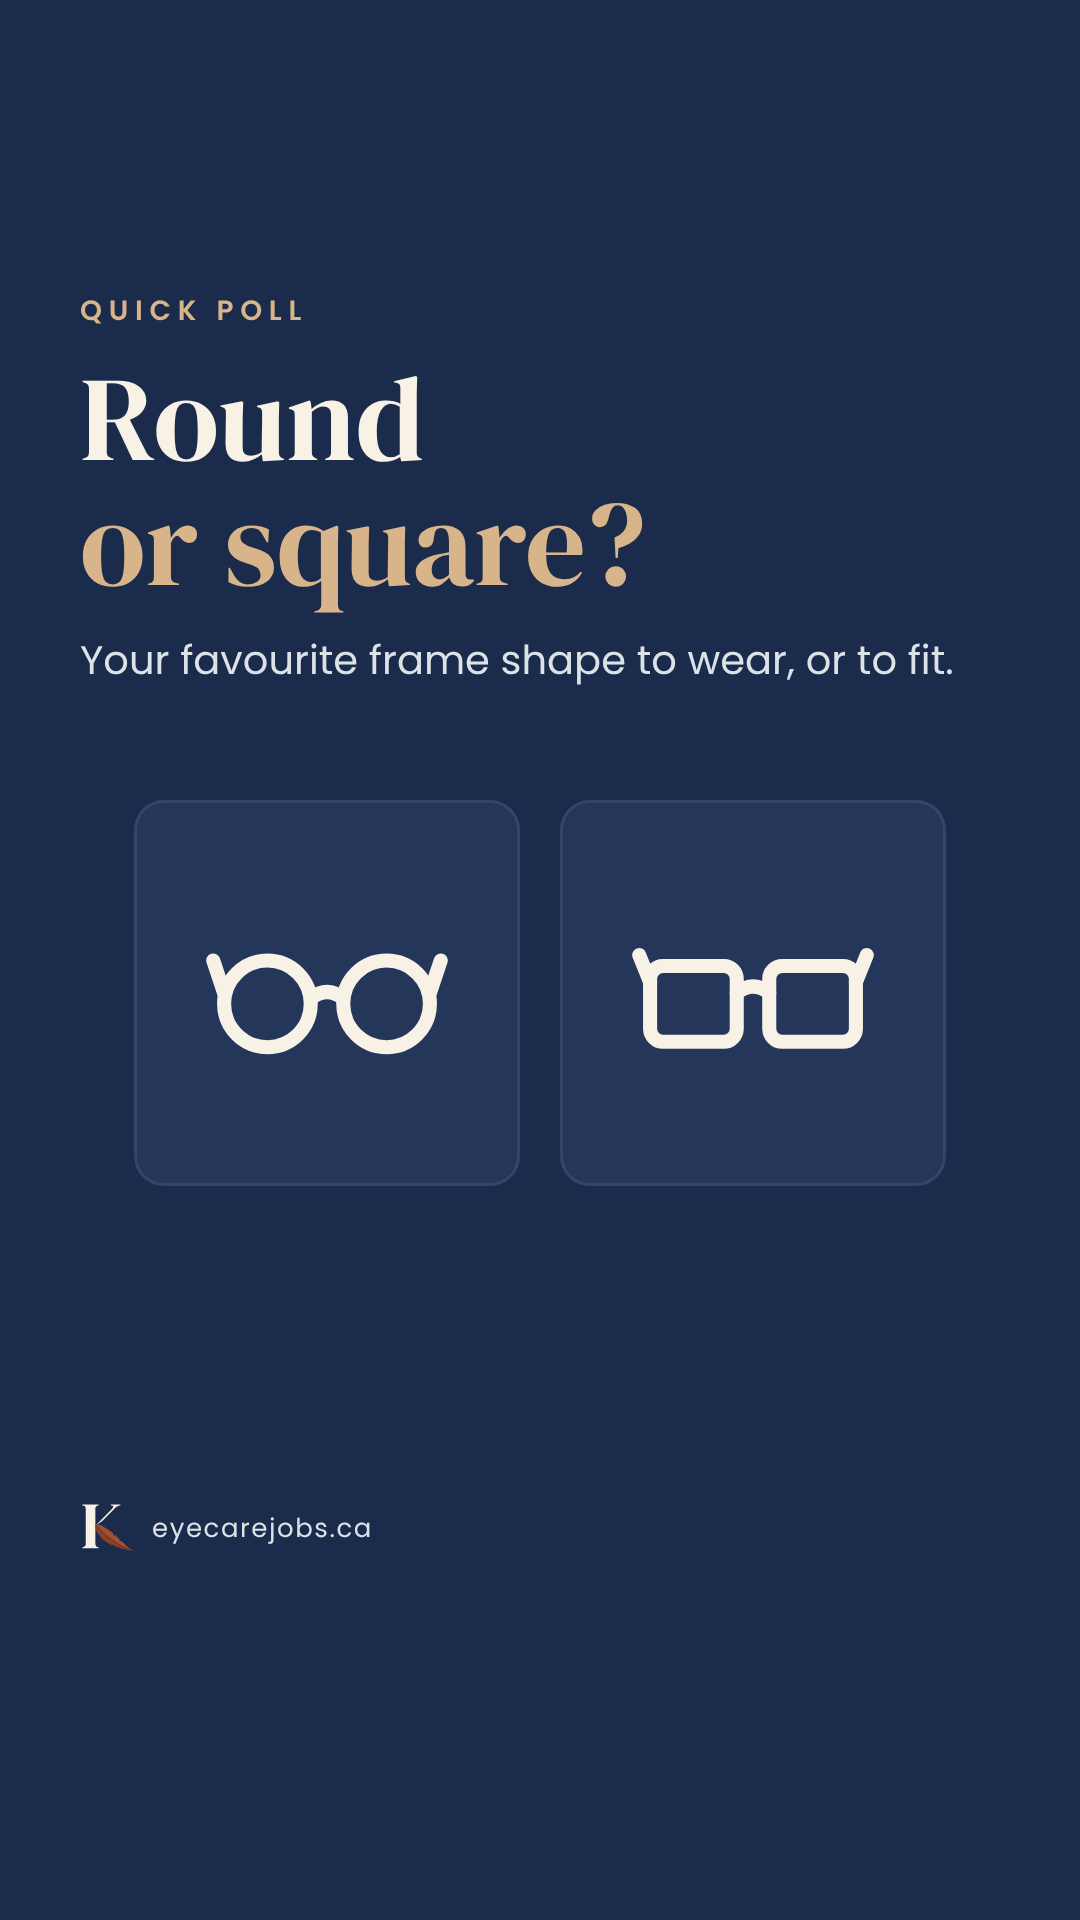 QUICK POLL
Round
or square?
Your favourite frame shape to wear, or to fit.
K eyecarejobs.ca